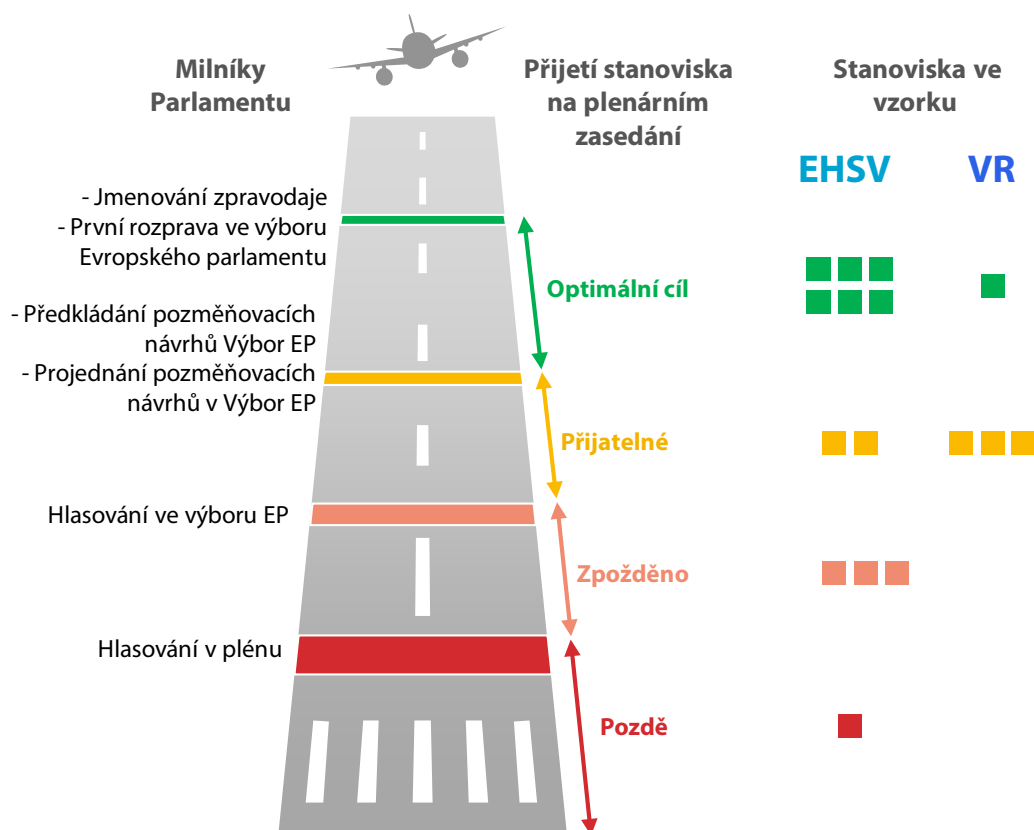 Milníky
Parlamentu
Přijetí stanoviska
na plenárním
zasedání
Stanoviska ve
vzorku
EHSV
VR
- Jmenování zpravodaje
- První rozprava ve výboru
Evropského parlamentu
Optimální cíl
- Předkládání pozměňovacích
návrhů Výbor EP
- Projednání pozměňovacích
návrhů v Výbor EP
Přijatelné
Hlasování ve výboru EP
Zpožděno
Hlasování v plénu
Pozdě